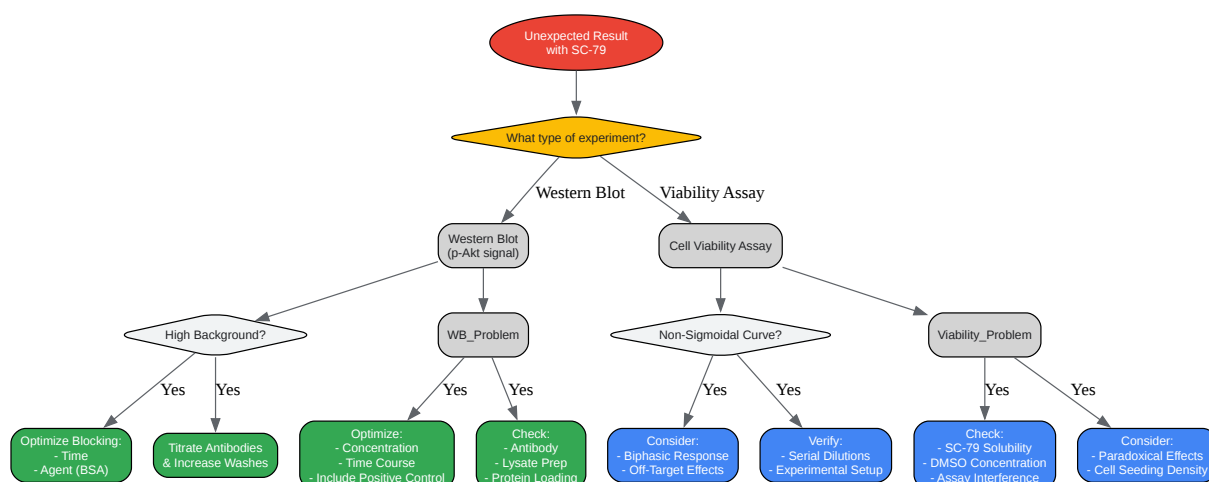 Unexpected Result
with SC-79
What type of experiment?
Western Blot
Viability Assay
Western Blot
(p-Akt signal)
Cell Viability Assay
High Background?
WB_Problem
Non-Sigmoidal Curve?
Viability_Problem
Yes
Yes
Yes
Yes
Yes
Yes
Yes
Yes
Optimize Blocking:
- Time
- Agent (BSA)
Titrate Antibodies
& Increase Washes
Optimize:
- Concentration
- Time Course
- Include Positive Control
Check:
- Antibody
- Lysate Prep
- Protein Loading
Consider:
- Biphasic Response
- Off-Target Effects
Verify:
- Serial Dilutions
- Experimental Setup
Check:
- SC-79 Solubility
- DMSO Concentration
- Assay Interference
Consider:
- Paradoxical Effects
- Cell Seeding Density